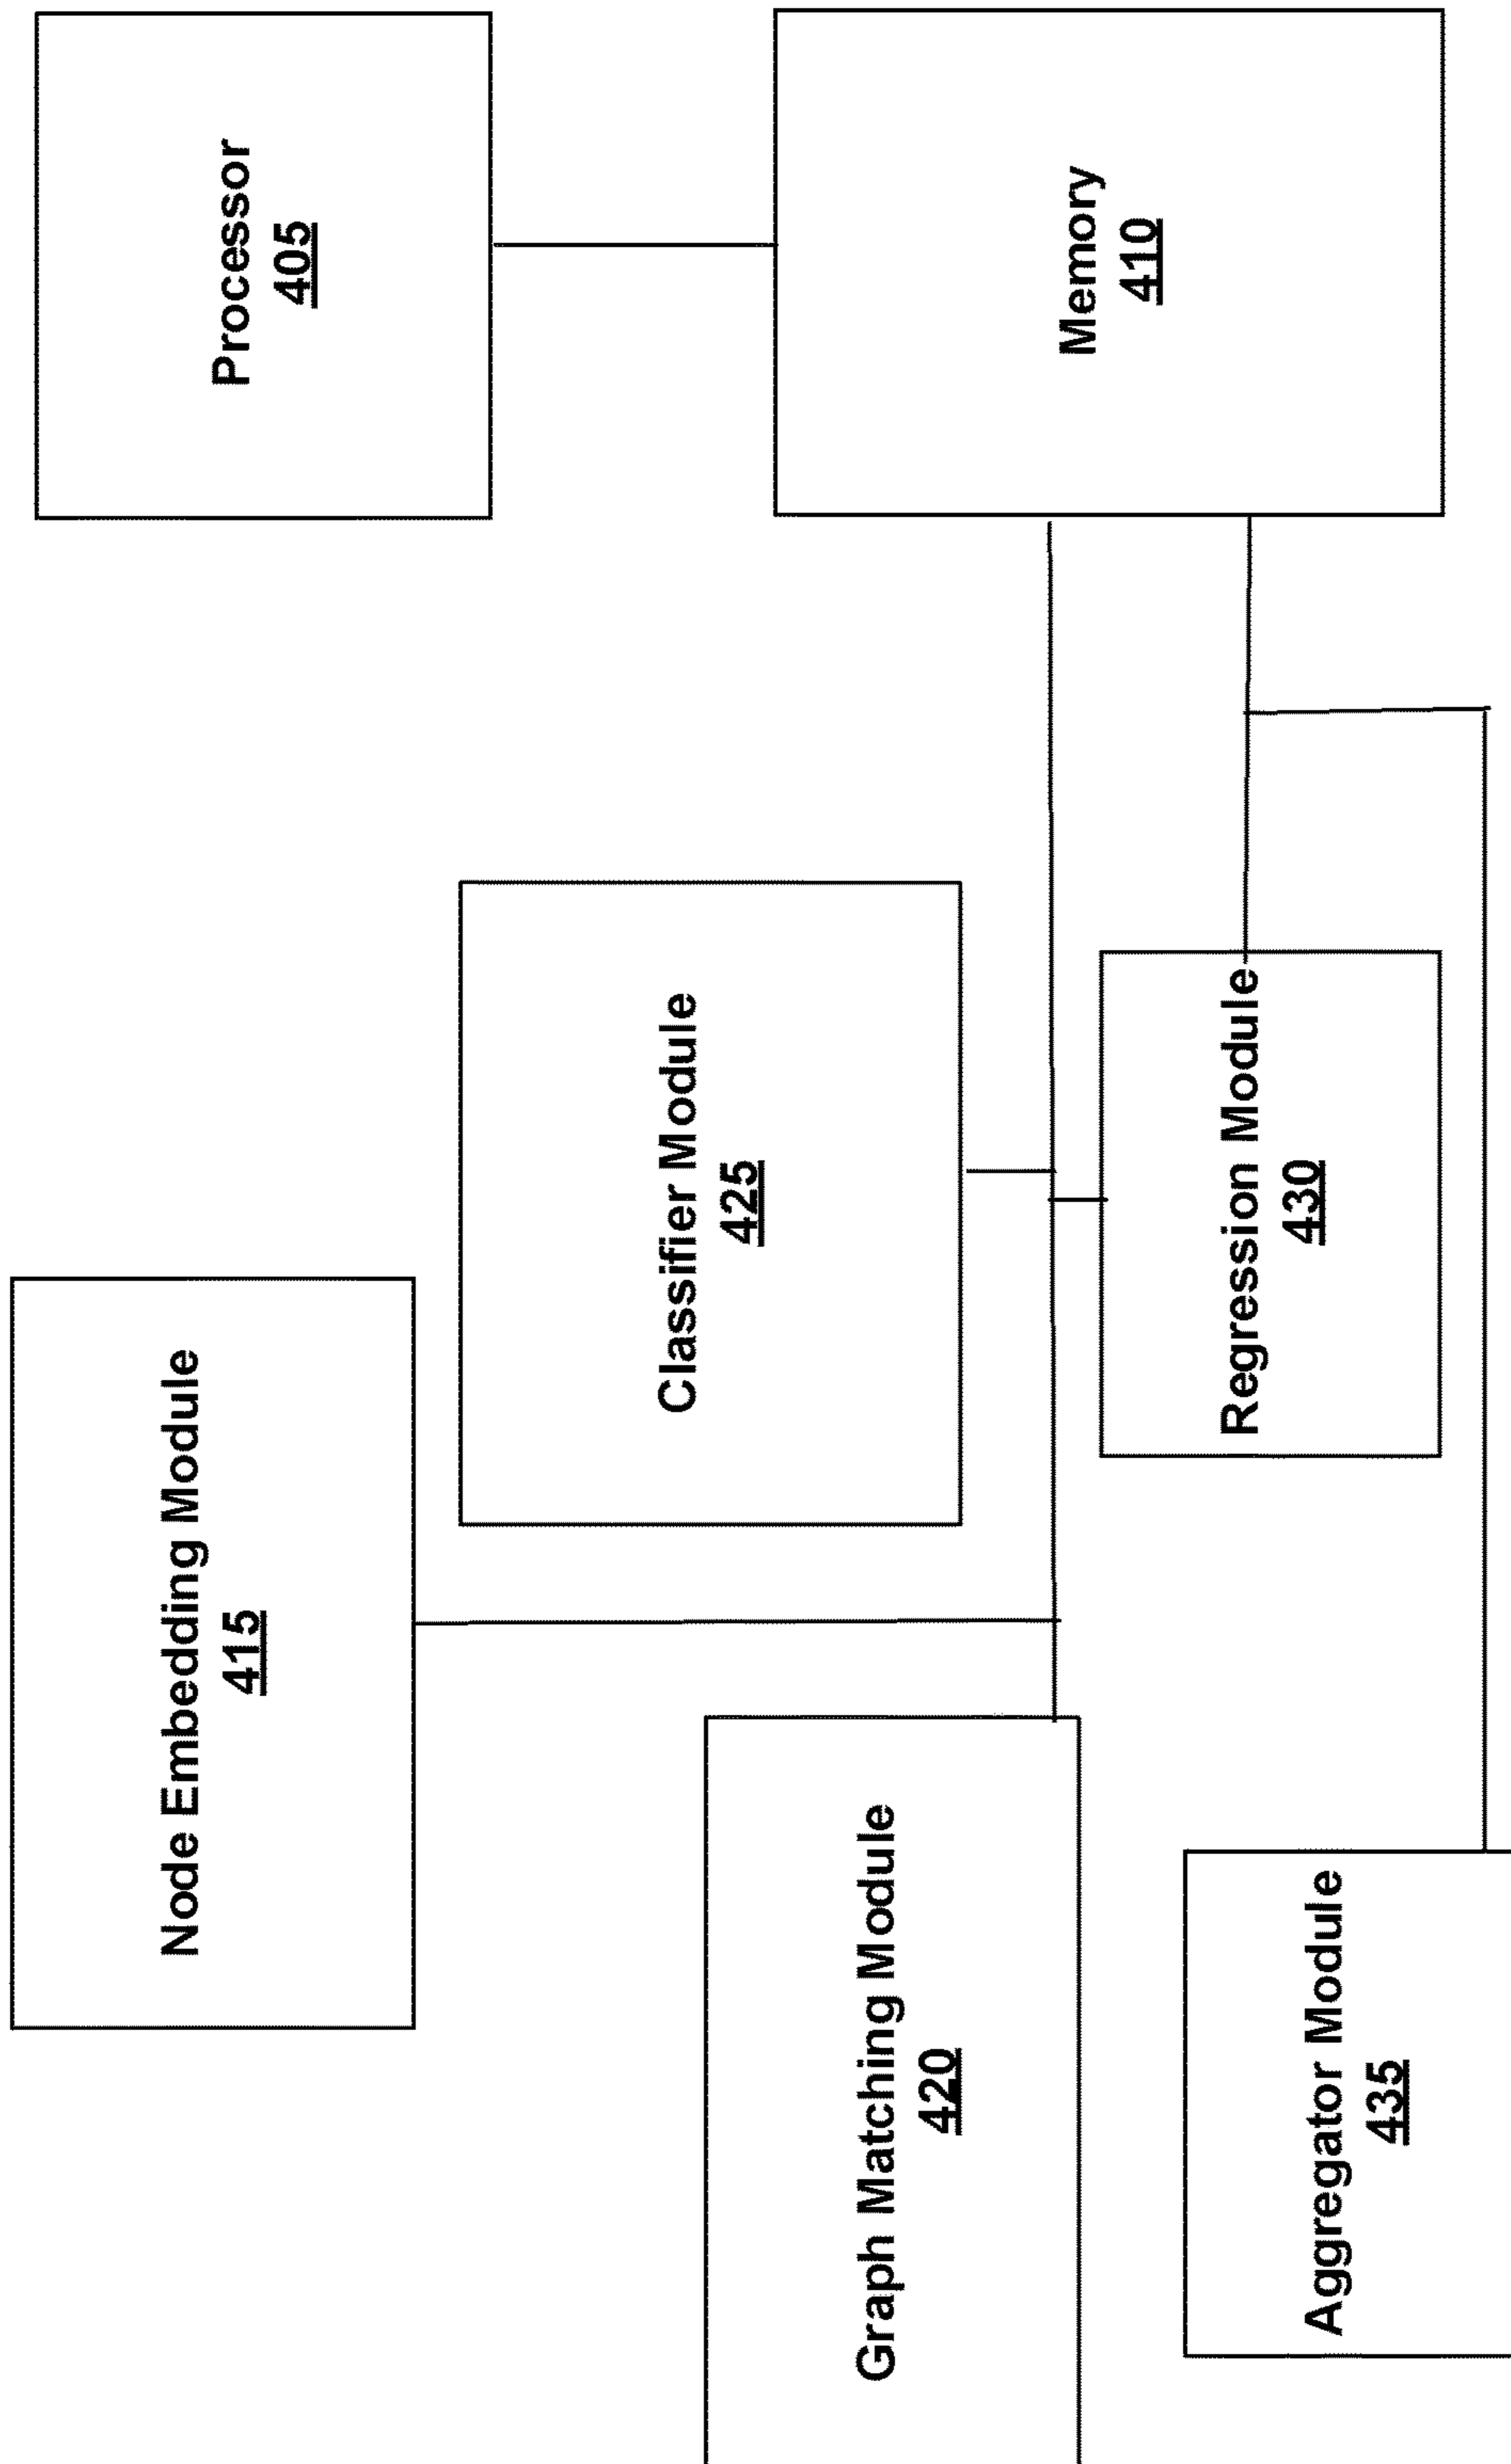 Processor
405
Memory
410
Node Embedding Module
415
Classifier Module
425
Regression Module
430
Graph Matching Module
420
Aggregator Module
435